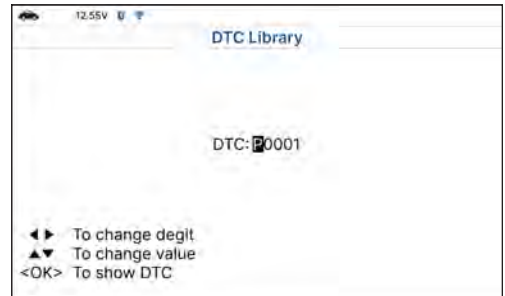 12.55V
DTC Library
DTC: P0001
◄► To change degit
▲▼ To change value
<OK> To show DTC